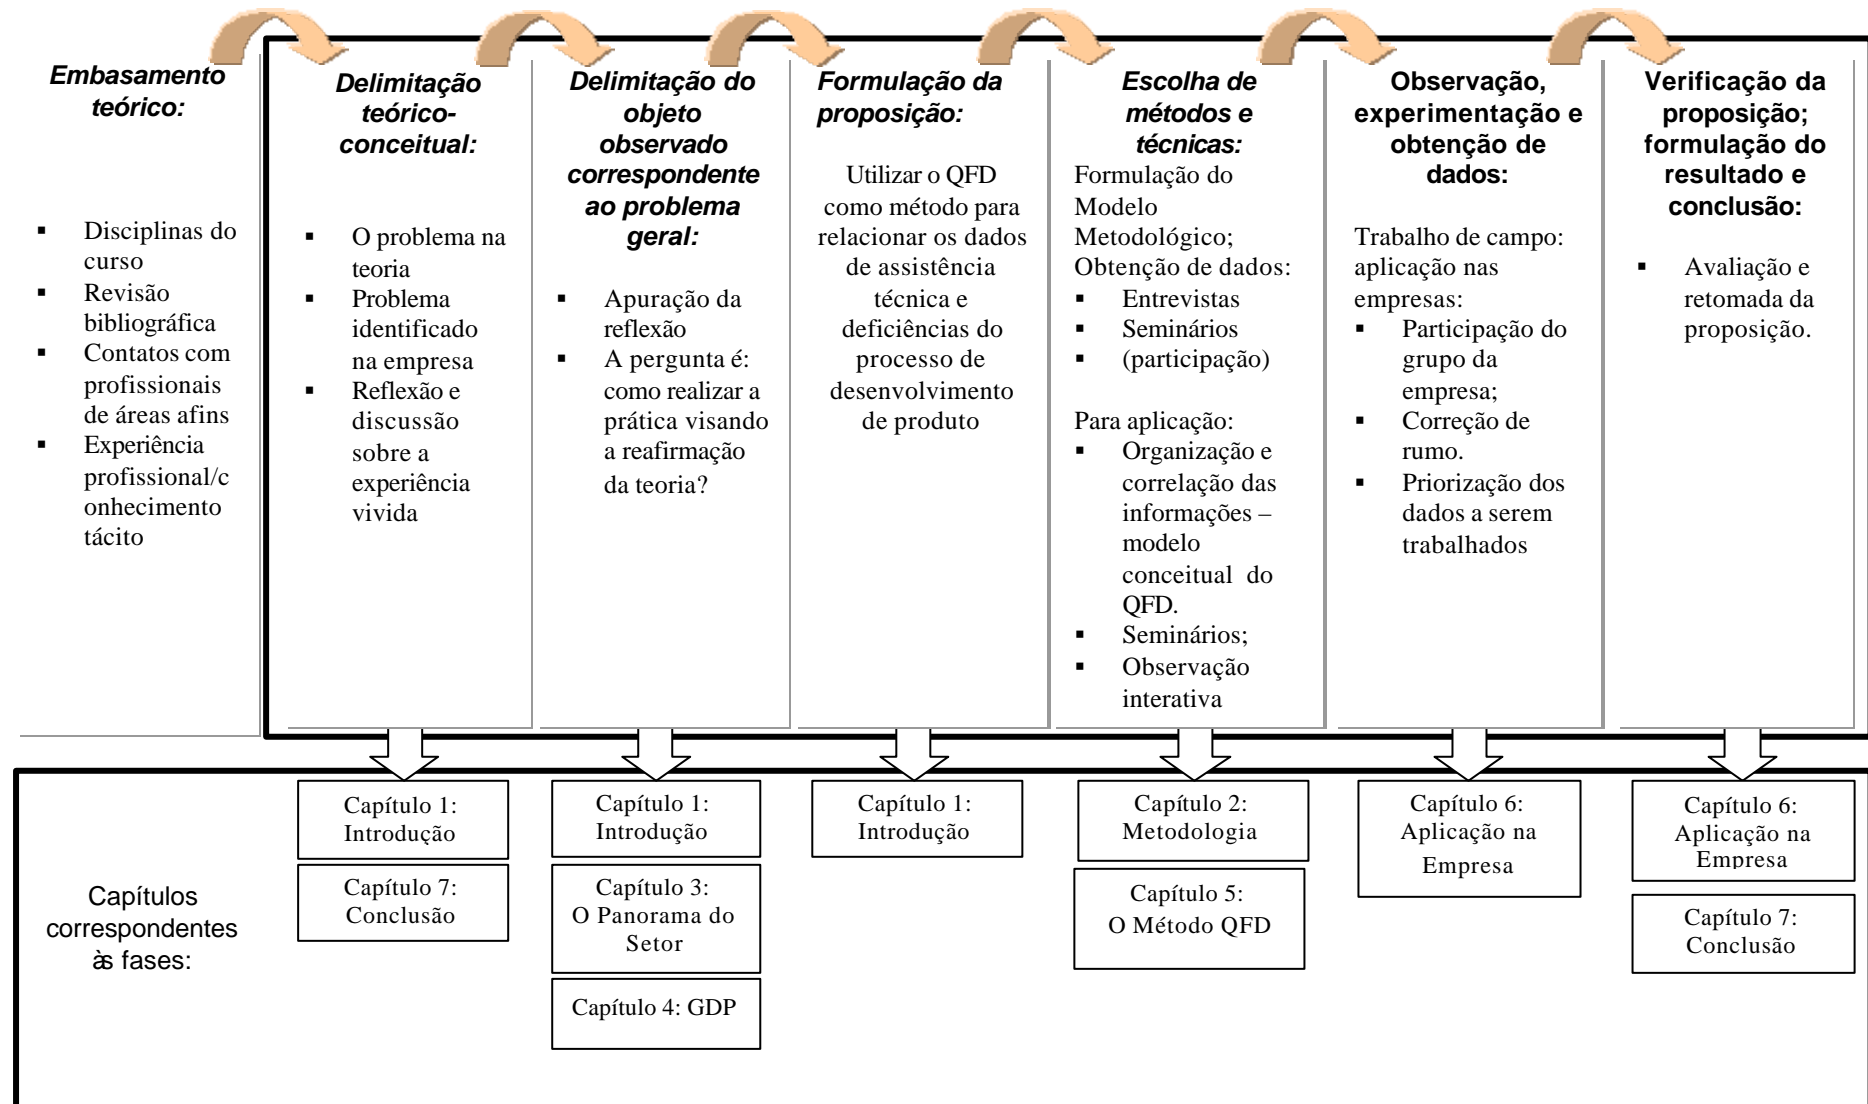 Embasamento
teórico:
▪ Disciplinas do
curso
▪ Revisão
bibliográfica
▪ Contatos com
profissionais
de áreas afins
▪ Experiência
profissional/c
onhecimento
tácito
Delimitação
teórico-
conceitual:
▪ O problema na
teoria
▪ Problema
identificado
na empresa
▪ Reflexão e
discussão
sobre a
experiência
vivida
Delimitação do
objeto
observado
correspondente
ao problema
geral:
▪ Apuração da
reflexão
▪ A pergunta é:
como realizar a
prática visando
a reafirmação
da teoria?
Formulação da
proposição:
Utilizar o QFD
como método para
relacionar os dados
de assistência
técnica e
deficiências do
processo de
desenvolvimento
de produto
Escolha de
métodos e
técnicas:
Formulação do
Modelo
Metodológico;
Obtenção de dados:
▪ Entrevistas
▪ Seminários
▪ (participação)
Para aplicação:
▪ Organização e
correlação das
informações –
modelo
conceitual do
QFD.
▪ Seminários;
▪ Observação
interativa
Observação,
experimentação e
obtenção de
dados:
Trabalho de campo:
aplicação nas
empresas:
▪ Participação do
grupo da
empresa;
▪ Correção de
rumo.
▪ Priorização dos
dados a serem
trabalhados
Verificação da
proposição;
formulação do
resultado e
conclusão:
▪ Avaliação e
retomada da
proposição.
Capítulos
correspondentes
às fases:
Capítulo 1:
Introdução
Capítulo 7:
Conclusão
Capítulo 1:
Introdução
Capítulo 3:
O Panorama do
Setor
Capítulo 4: GDP
Capítulo 1:
Introdução
Capítulo 2:
Metodologia
Capítulo 5:
O Método QFD
Capítulo 6:
Aplicação na
Empresa
Capítulo 6:
Aplicação na
Empresa
Capítulo 7:
Conclusão